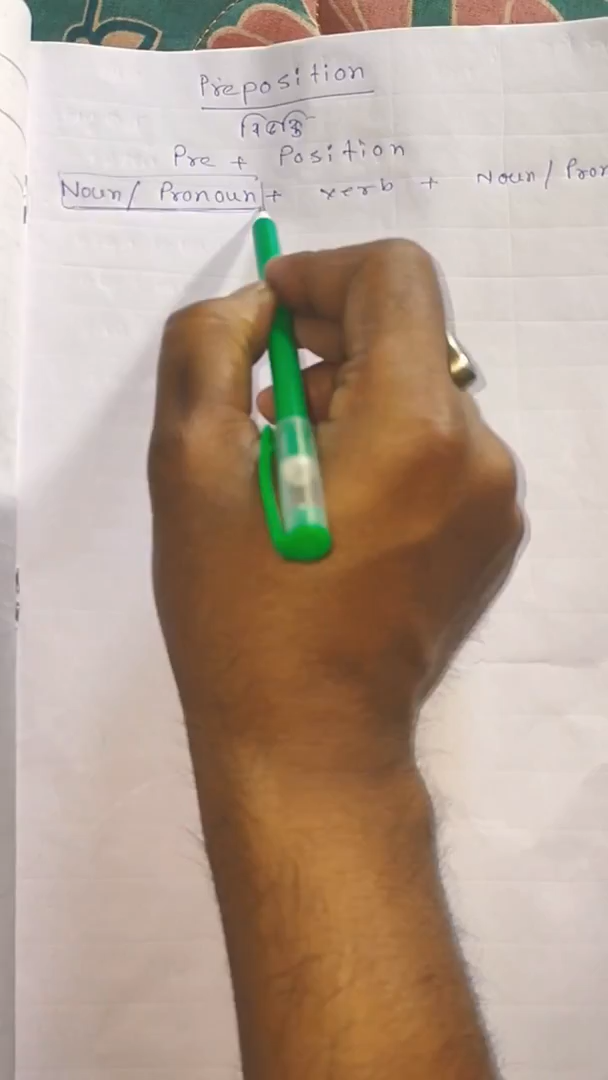 Preposition
বিভক্তি
Pre + Position
Noun / Pronoun + verb + Noun / Pron